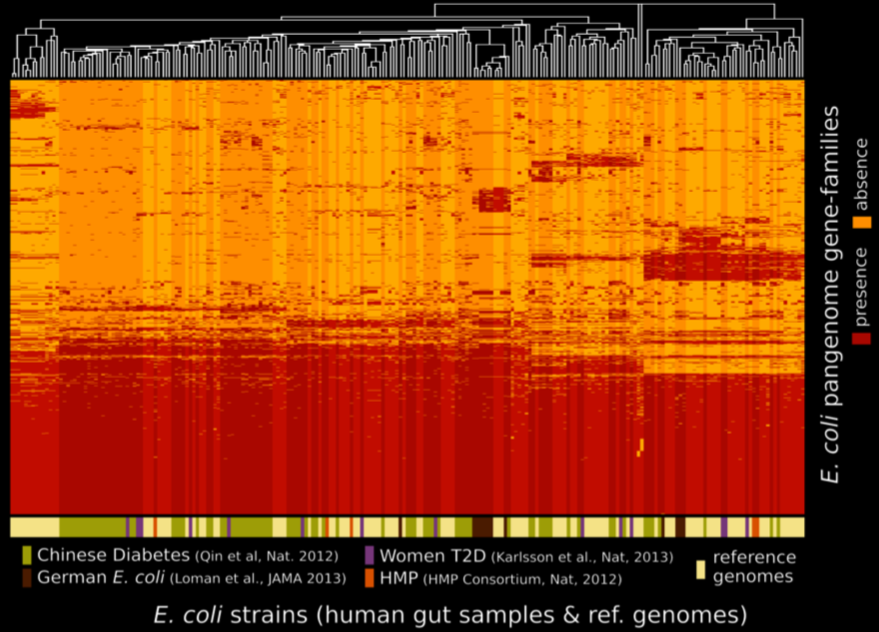 E. coli pangenome gene-families
presence absence
Chinese Diabetes (Qin et al, Nat. 2012)
Women T2D (Karlsson et al., Nat, 2013)
reference
genomes
German E. coli (Loman et al., JAMA 2013)
HMP (HMP Consortium, Nat, 2012)
E. coli strains (human gut samples & ref. genomes)